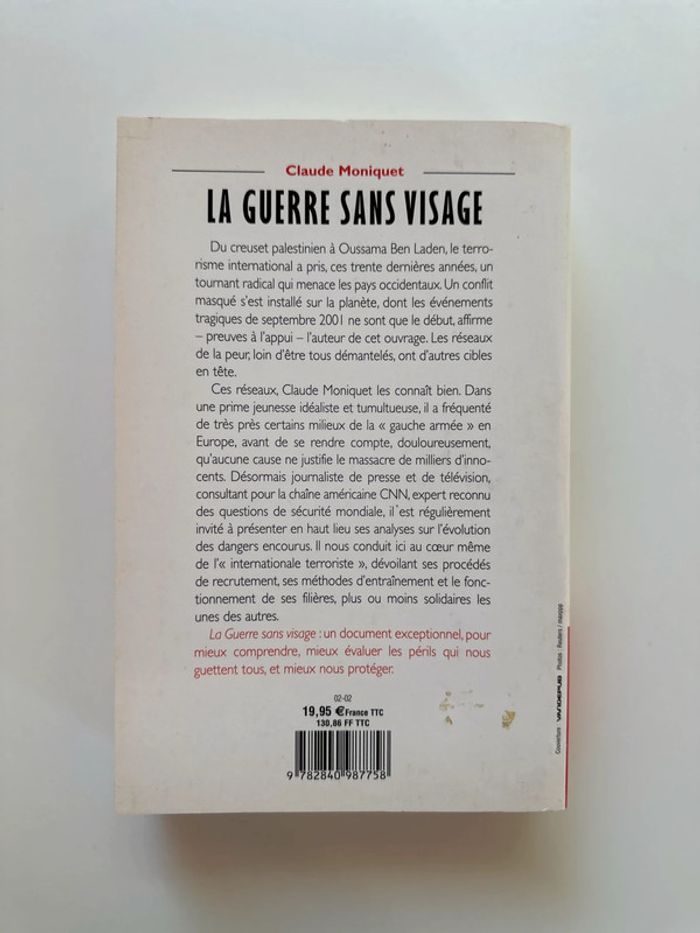 Claude Moniquet
LA GUERRE SANS VISAGE
Du creuset palestinien à Oussama Ben Laden, le terro-
risme international a pris, ces trente dernières années, un
tournant radical qui menace les pays occidentaux. Un conflit
masqué s'est installé sur la planète, dont les événements
tragiques de septembre 2001 ne sont que le début, affirme
– preuves à l'appui – l'auteur de cet ouvrage. Les réseaux
de la peur, loin d'être tous démantelés, ont d'autres cibles
en tête.
Ces réseaux, Claude Moniquet les connaît bien. Dans
une prime jeunesse idéaliste et tumultueuse, il a fréquenté
de très près certains milieux de la « gauche armée » en
Europe, avant de se rendre compte, douloureusement,
qu'aucune cause ne justifie le massacre de milliers d'inno-
cents. Désormais journaliste de presse et de télévision,
consultant pour la chaîne américaine CNN, expert reconnu
des questions de sécurité mondiale, il est régulièrement
invité à présenter en haut lieu ses analyses sur l'évolution
des dangers encourus. Il nous conduit ici au cœur même
de l'« internationale terroriste », dévoilant ses procédés
de recrutement, ses méthodes d'entraînement et le fonc-
tionnement de ses filières, plus ou moins solidaires les
unes des autres.
La Guerre sans visage : un document exceptionnel, pour
mieux comprendre, mieux évaluer les périls qui nous
guettent tous, et mieux nous protéger.
02-02
19,95 € France TTC
130,86 FF TTC
9 782840 987758
Couverture VANDEPUB Photos : Reuters /